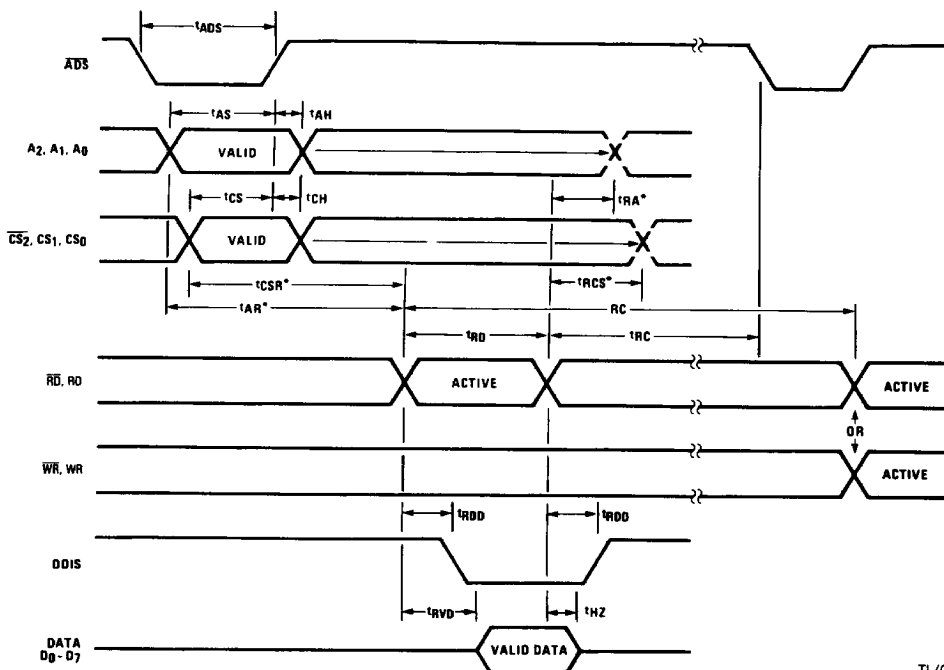 tADS
ADS
tAS tAH
A2, A1, A0 VALID
tCS tCH tRA*
CS2, CS1, CS0 VALID
tCSR* tRCS*
tAR* RC
tRD tRC
RD, RD ACTIVE ACTIVE
OR
WR, WR ACTIVE
tRDD tRDD
DDIS
tRVD tHZ
DATA
D0 - D7 VALID DATA